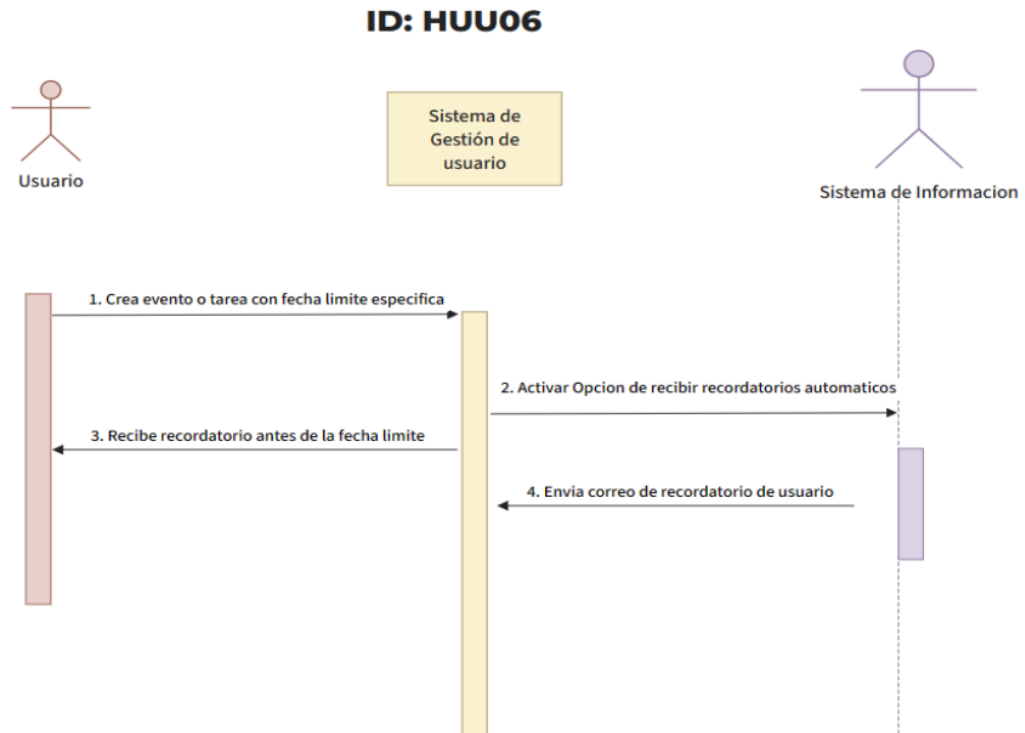 ID: HUU06
Sistema de
Gestión de
usuario
Usuario
Sistema de Informacion
1. Crea evento o tarea con fecha limite especifica
2. Activar Opcion de recibir recordatorios automaticos
3. Recibe recordatorio antes de la fecha limite
4. Envia correo de recordatorio de usuario